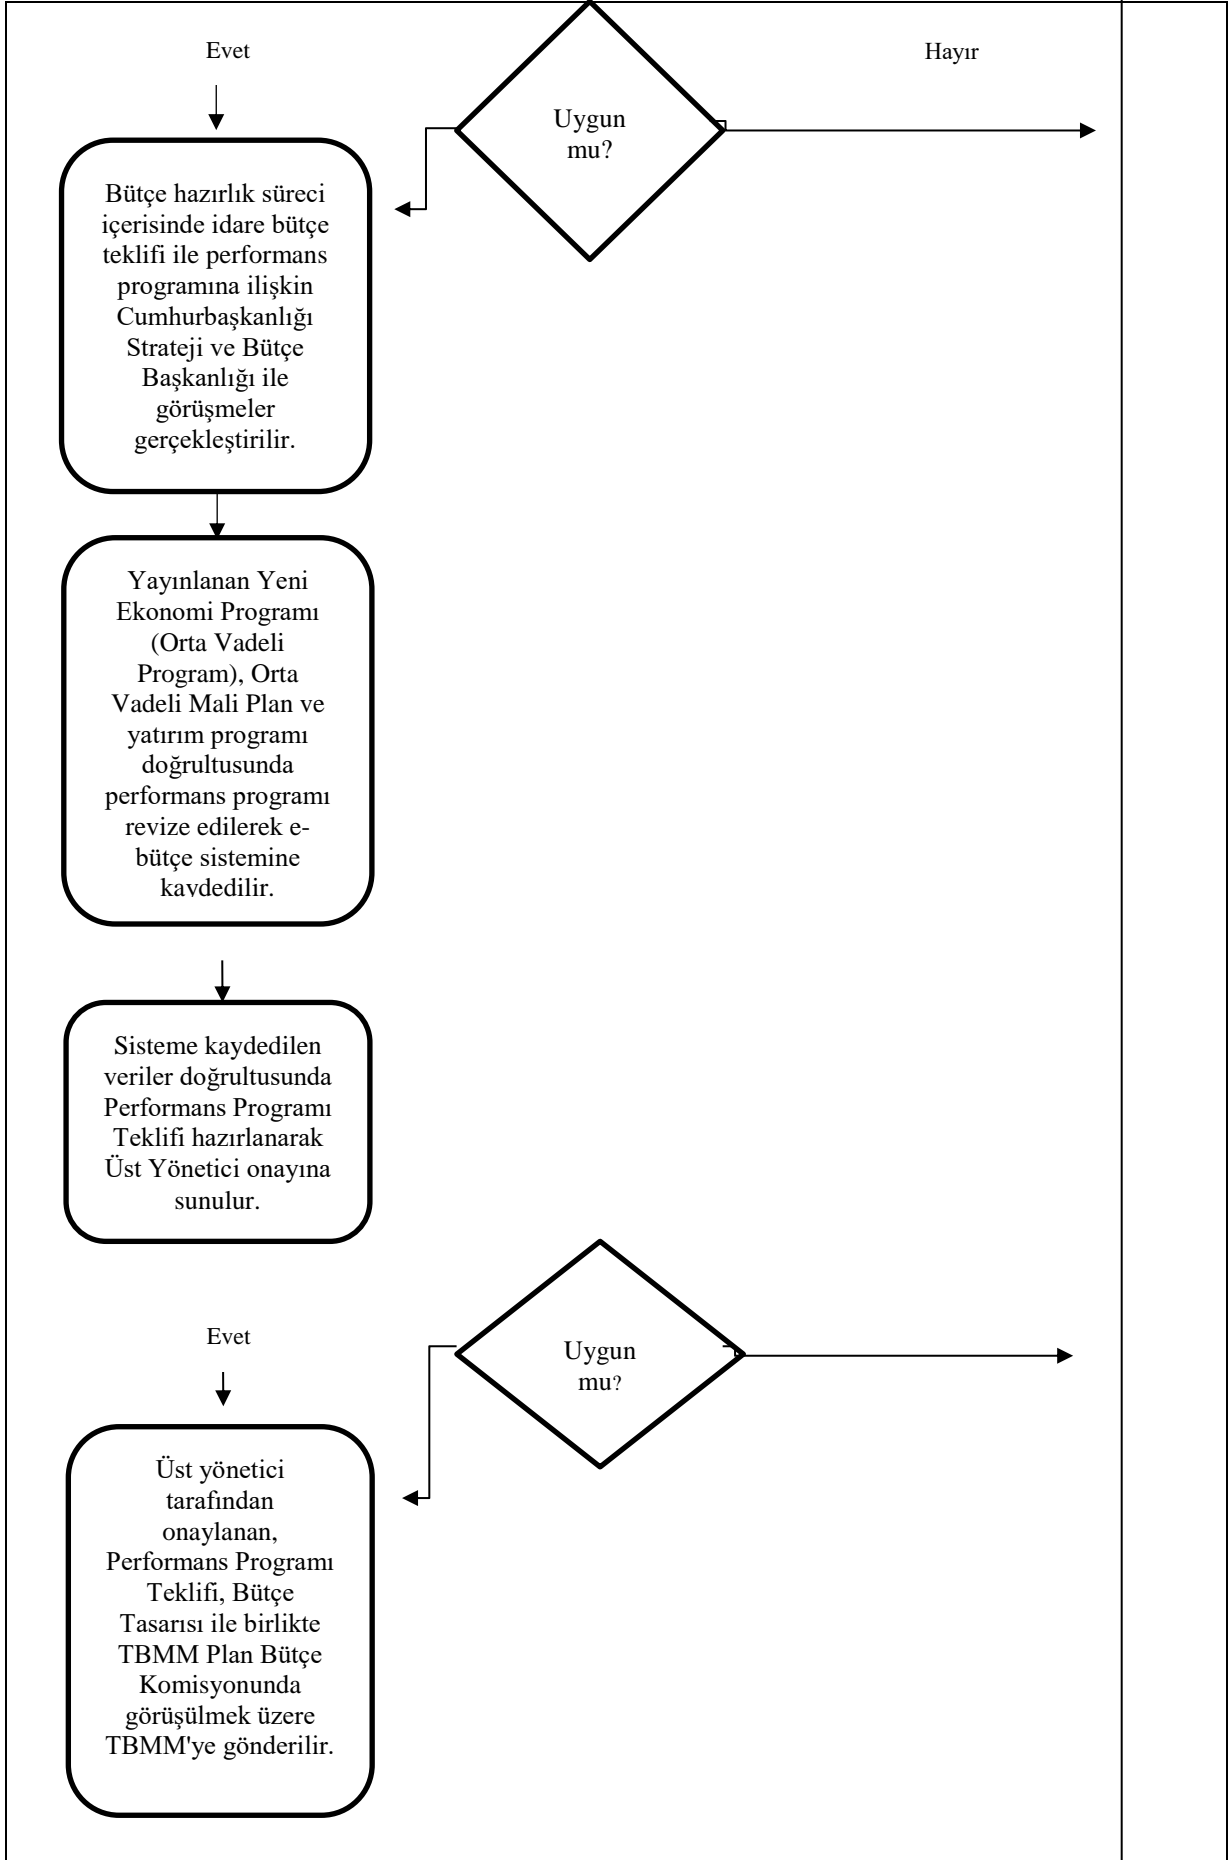 Evet
Hayır
Uygun
mu?
Bütçe hazırlık süreci
içerisinde idare bütçe
teklifi ile performans
programına ilişkin
Cumhurbaşkanlığı
Strateji ve Bütçe
Başkanlığı ile
görüşmeler
gerçekleştirilir.
Yayınlanan Yeni
Ekonomi Programı
(Orta Vadeli
Program), Orta
Vadeli Mali Plan ve
yatırım programı
doğrultusunda
performans programı
revize edilerek e-
bütçe sistemine
kaydedilir.
Sisteme kaydedilen
veriler doğrultusunda
Performans Programı
Teklifi hazırlanarak
Üst Yönetici onayına
sunulur.
Evet
Uygun
mu?
Üst yönetici
tarafından
onaylanan,
Performans Programı
Teklifi, Bütçe
Tasarısı ile birlikte
TBMM Plan Bütçe
Komisyonunda
görüşülmek üzere
TBMM'ye gönderilir.